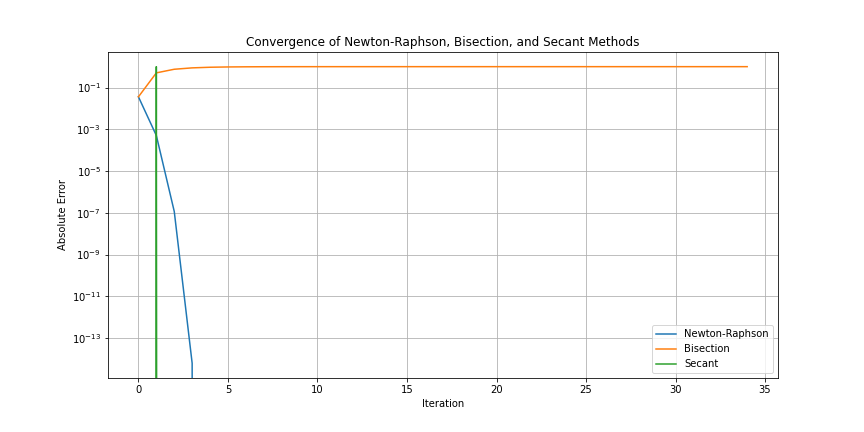 Convergence of Newton-Raphson, Bisection, and Secant Methods
Absolute Error
10⁻¹
10⁻³
10⁻⁵
10⁻⁷
10⁻⁹
10⁻¹¹
10⁻¹³
0 5 10 15 20 25 30 35
Iteration
Newton-Raphson
Bisection
Secant